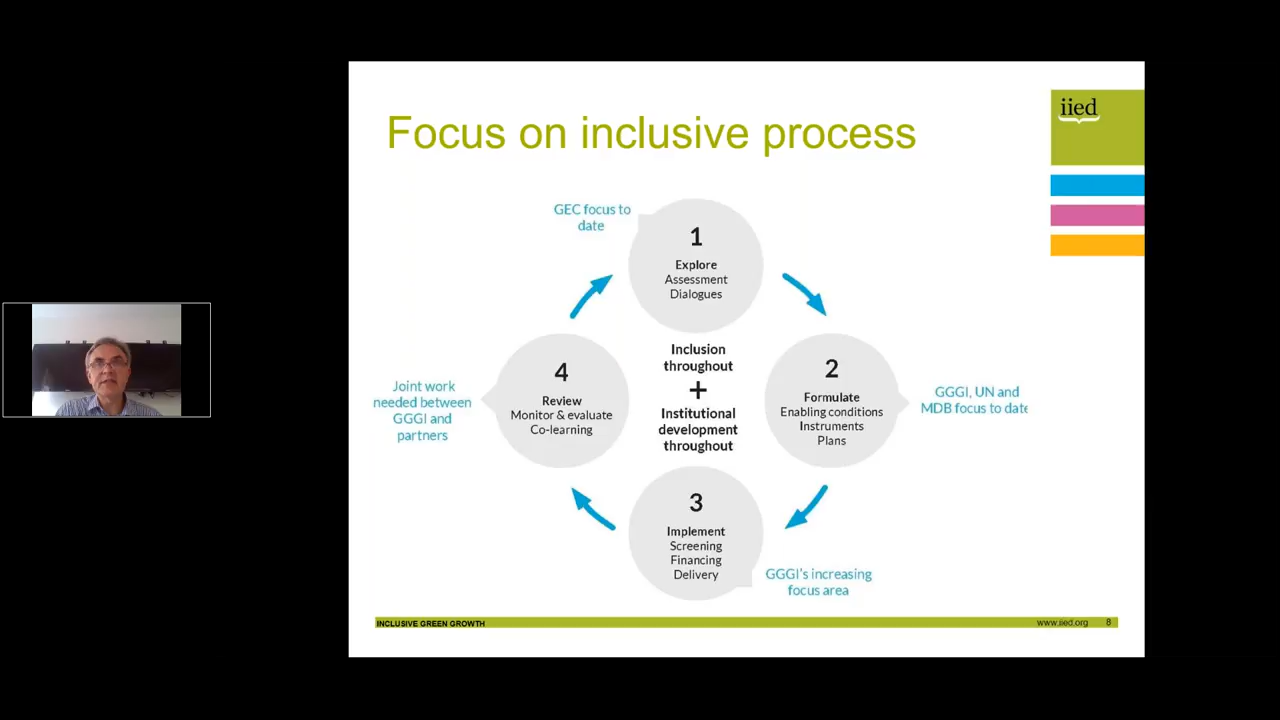 Focus on inclusive process
iied
GEC focus to
date
1
Explore
Assessment
Dialogues
2
Formulate
Enabling conditions
Instruments
Plans
GGGI, UN and
MDB focus to date
Inclusion
throughout
+
Institutional
development
throughout
3
Implement
Screening
Financing
Delivery
GGGI's increasing
focus area
4
Review
Monitor & evaluate
Co-learning
Joint work
needed between
GGGI and
partners
INCLUSIVE GREEN GROWTH
www.iied.org 8